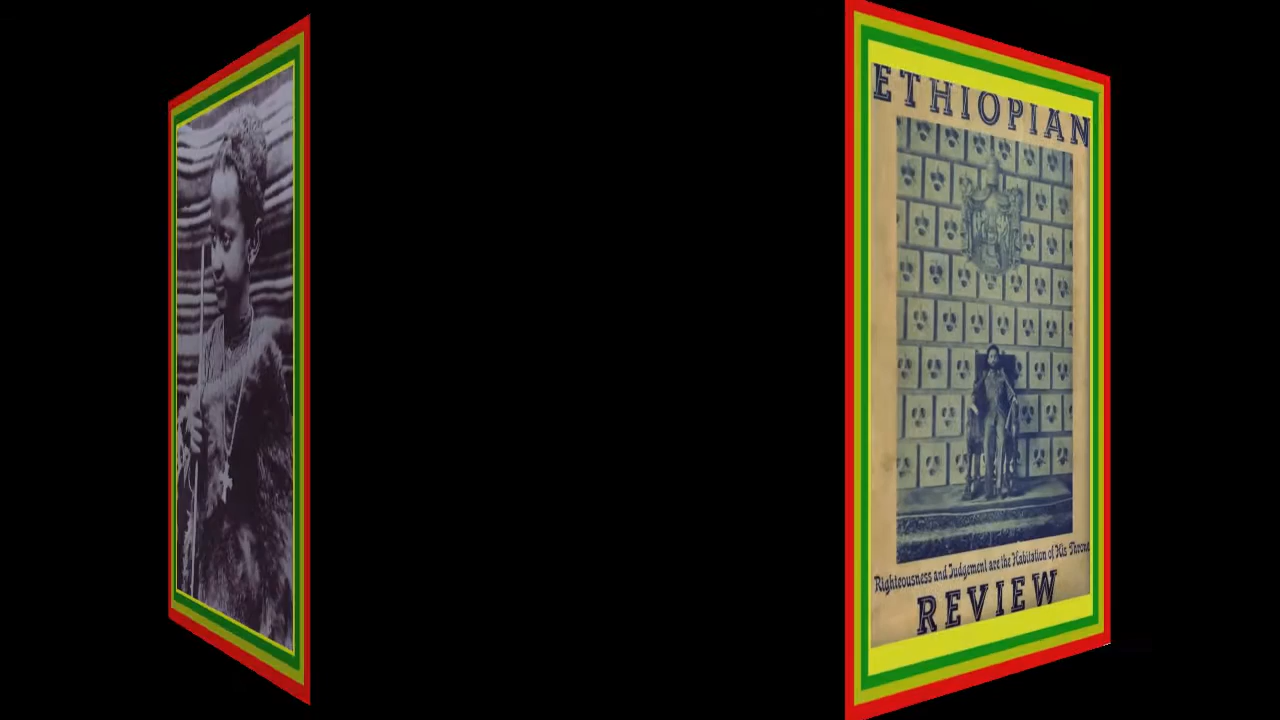 ETHIOPIAN
Righteousness and Judgement are the Habitation of His Throne
REVIEW